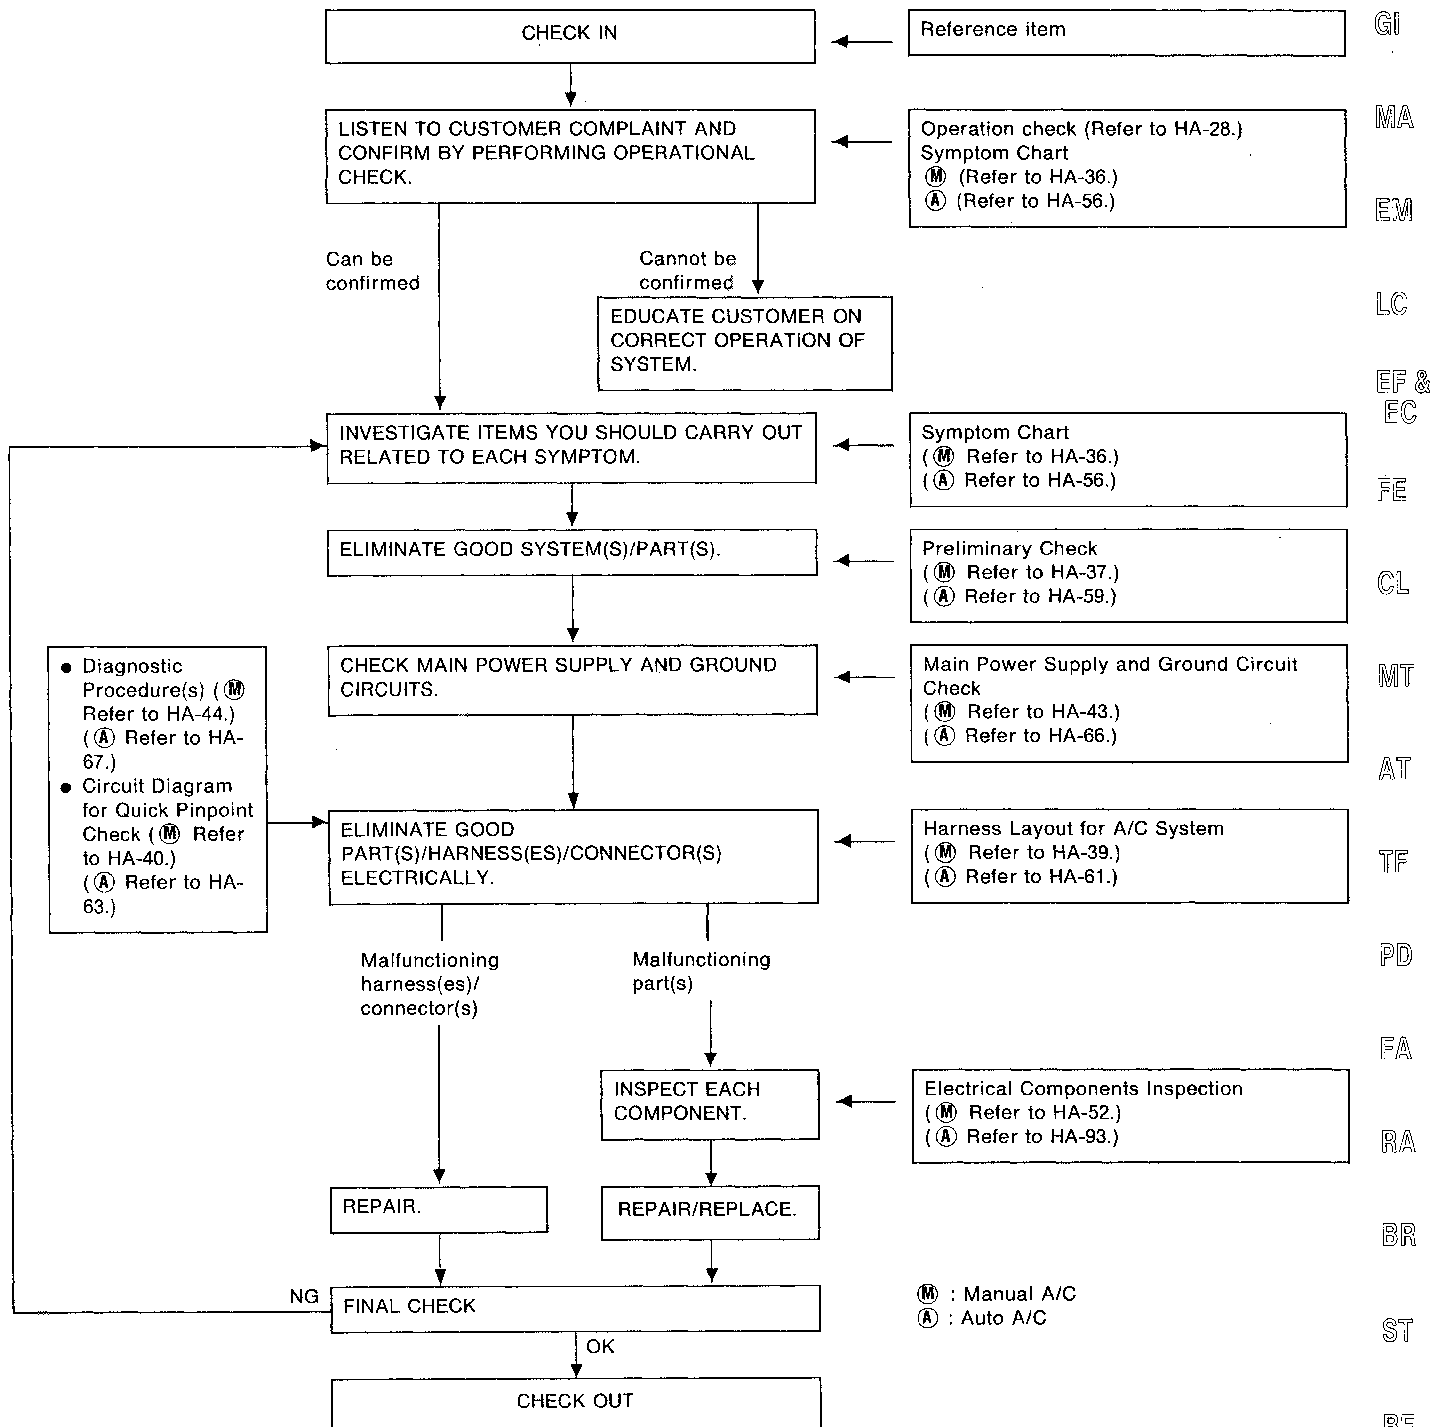 CHECK IN
Reference item
LISTEN TO CUSTOMER COMPLAINT AND
CONFIRM BY PERFORMING OPERATIONAL
CHECK.
Operation check (Refer to HA-28.)
Symptom Chart
Ⓜ (Refer to HA-36.)
Ⓐ (Refer to HA-56.)
Can be
confirmed
Cannot be
confirmed
EDUCATE CUSTOMER ON
CORRECT OPERATION OF
SYSTEM.
INVESTIGATE ITEMS YOU SHOULD CARRY OUT
RELATED TO EACH SYMPTOM.
Symptom Chart
(Ⓜ Refer to HA-36.)
(Ⓐ Refer to HA-56.)
ELIMINATE GOOD SYSTEM(S)/PART(S).
Preliminary Check
(Ⓜ Refer to HA-37.)
(Ⓐ Refer to HA-59.)
CHECK MAIN POWER SUPPLY AND GROUND
CIRCUITS.
Main Power Supply and Ground Circuit
Check
(Ⓜ Refer to HA-43.)
(Ⓐ Refer to HA-66.)
● Diagnostic
Procedure(s) (Ⓜ
Refer to HA-44.)
(Ⓐ Refer to HA-
67.)
● Circuit Diagram
for Quick Pinpoint
Check (Ⓜ Refer
to HA-40.)
(Ⓐ Refer to HA-
63.)
ELIMINATE GOOD
PART(S)/HARNESS(ES)/CONNECTOR(S)
ELECTRICALLY.
Harness Layout for A/C System
(Ⓜ Refer to HA-39.)
(Ⓐ Refer to HA-61.)
Malfunctioning
harness(es)/
connector(s)
Malfunctioning
part(s)
INSPECT EACH
COMPONENT.
Electrical Components Inspection
(Ⓜ Refer to HA-52.)
(Ⓐ Refer to HA-93.)
REPAIR.
REPAIR/REPLACE.
NG
FINAL CHECK
Ⓜ : Manual A/C
Ⓐ : Auto A/C
OK
CHECK OUT
GI
MA
EM
LC
EF &
EC
FE
CL
MT
AT
TF
PD
FA
RA
BR
ST